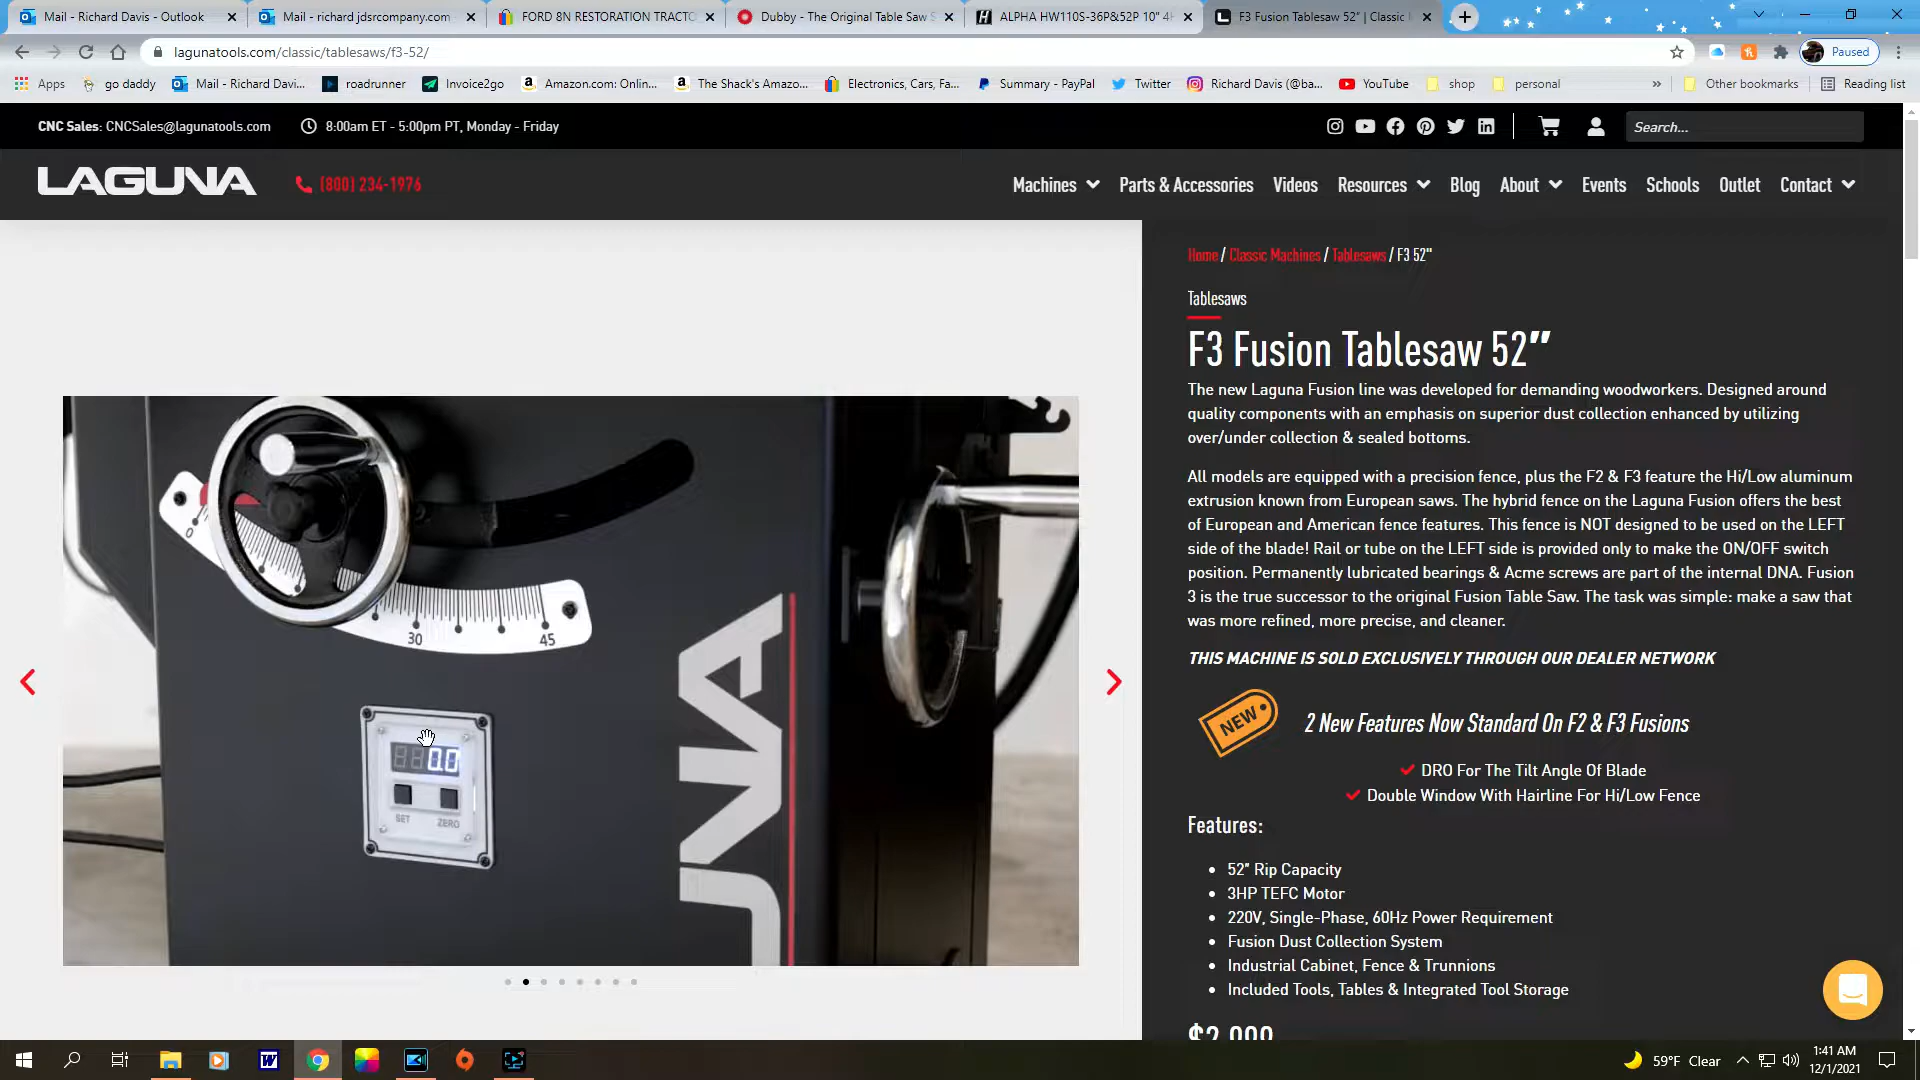 Mail - Richard Davis - Outlook
Mail - richard jdsrcompany.com
FORD 8N RESTORATION TRACTO
Dubby - The Original Table Saw S
ALPHA HW110S-36P&52P 10" 4H
F3 Fusion Tablesaw 52" | Classic
lagunatools.com/classic/tablesaws/f3-52/
Paused
Apps
go daddy
Mail - Richard Davi...
roadrunner
Invoice2go
Amazon.com: Onlin...
The Shack's Amazo...
Electronics, Cars, Fa...
Summary - PayPal
Twitter
Richard Davis (@ba...
YouTube
shop
personal
»
Other bookmarks
Reading list
CNC Sales: CNCSales@lagunatools.com
8:00am ET - 5:00pm PT, Monday - Friday
Search...
LAGUNA
(800) 234-1976
Machines
Parts & Accessories
Videos
Resources
Blog
About
Events
Schools
Outlet
Contact
Home / Classic Machines / Tablesaws / F3 52"
Tablesaws
F3 Fusion Tablesaw 52″
The new Laguna Fusion line was developed for demanding woodworkers. Designed around
quality components with an emphasis on superior dust collection enhanced by utilizing
over/under collection & sealed bottoms.
All models are equipped with a precision fence, plus the F2 & F3 feature the Hi/Low aluminum
extrusion known from European saws. The hybrid fence on the Laguna Fusion offers the best
of European and American fence features. This fence is NOT designed to be used on the LEFT
side of the blade! Rail or tube on the LEFT side is provided only to make the ON/OFF switch
position. Permanently lubricated bearings & Acme screws are part of the internal DNA. Fusion
3 is the true successor to the original Fusion Table Saw. The task was simple: make a saw that
was more refined, more precise, and cleaner.
THIS MACHINE IS SOLD EXCLUSIVELY THROUGH OUR DEALER NETWORK
NEW
2 New Features Now Standard On F2 & F3 Fusions
DRO For The Tilt Angle Of Blade
Double Window With Hairline For Hi/Low Fence
Features:
52" Rip Capacity
3HP TEFC Motor
220V, Single-Phase, 60Hz Power Requirement
Fusion Dust Collection System
Industrial Cabinet, Fence & Trunnions
Included Tools, Tables & Integrated Tool Storage
0
30
45
0.0
SET
ZERO
UNA
59°F Clear
1:41 AM
12/1/2021